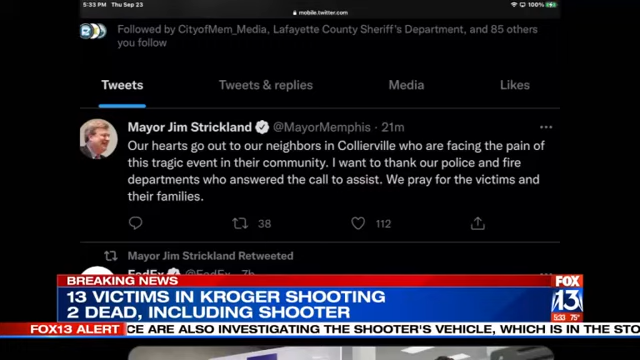 5:33 PM Thu Sep 23
mobile.twitter.com
100%
Followed by CityofMem_Media, Lafayette County Sheriff's Department, and 85 others
you follow
Tweets Tweets & replies Media Likes
Mayor Jim Strickland @MayorMemphis · 21m
Our hearts go out to our neighbors in Collierville who are facing the pain of
this tragic event in their community. I want to thank our police and fire
departments who answered the call to assist. We pray for the victims and
their families.
38 112
Mayor Jim Strickland Retweeted
FedEx @FedEx · 7h
BREAKING NEWS
13 VICTIMS IN KROGER SHOOTING
2 DEAD, INCLUDING SHOOTER
FOX
13
5:33 75°
FOX13 ALERT CE ARE ALSO INVESTIGATING THE SHOOTER'S VEHICLE, WHICH IS IN THE STO